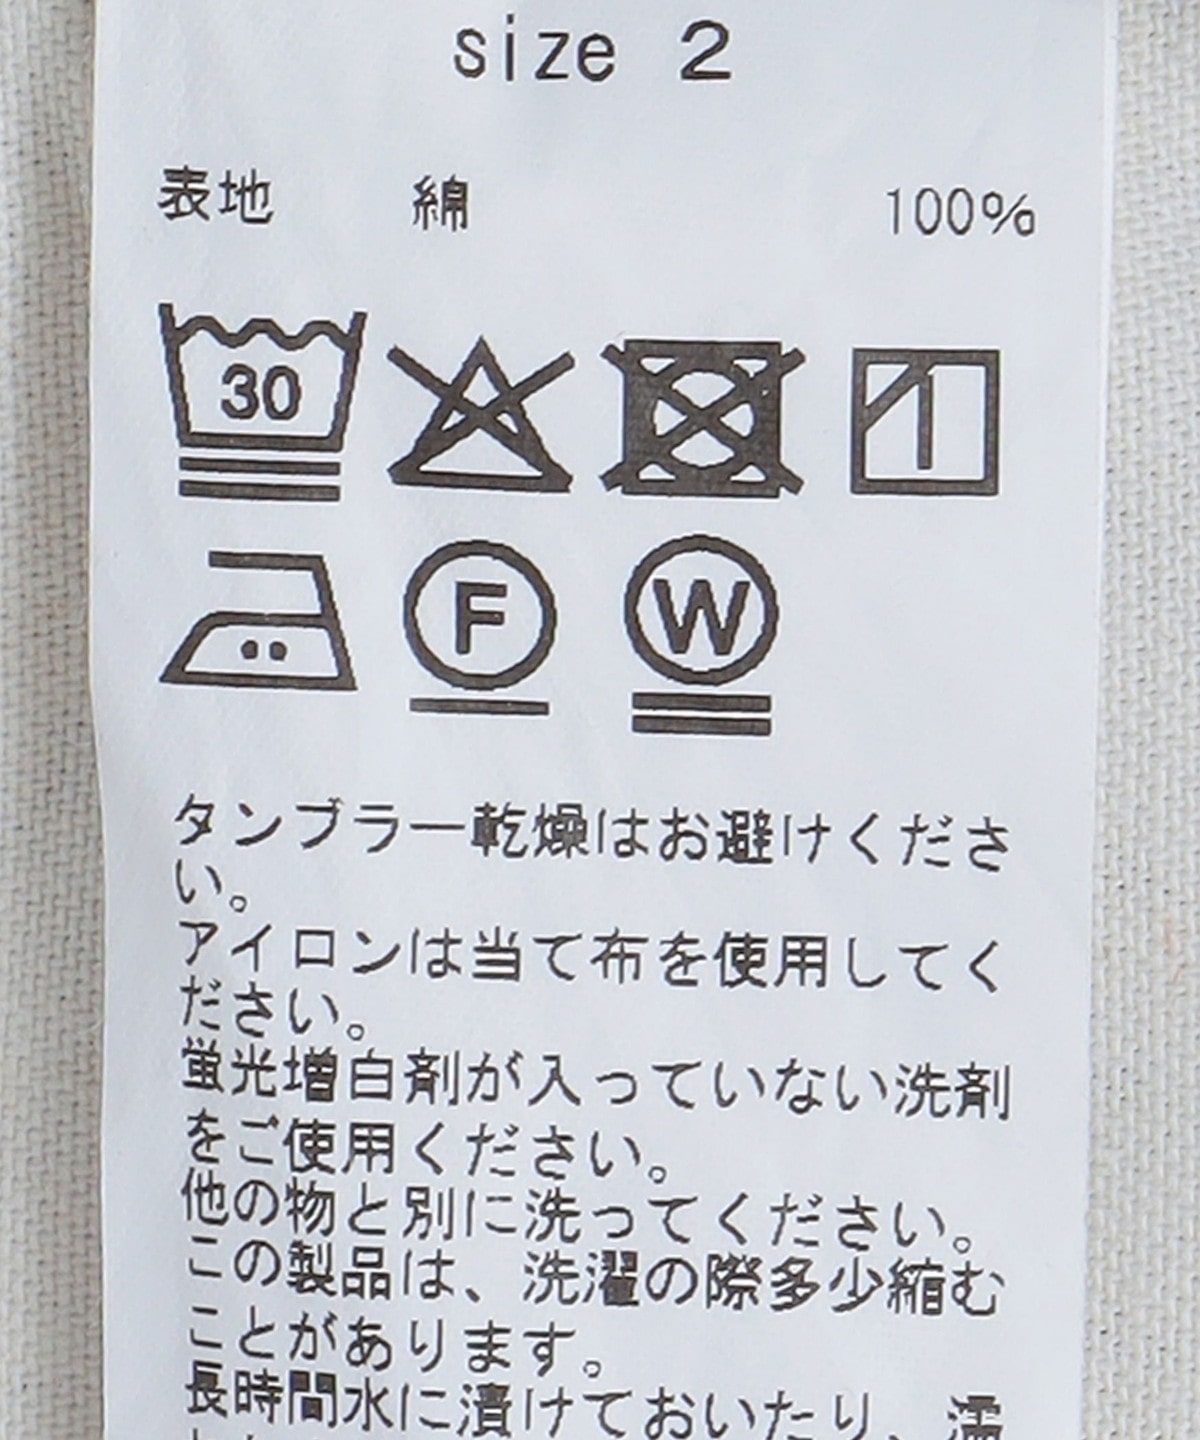 size 2
表地 綿 100%
30
F W
タンブラー乾燥はお避けくださ
い。
アイロンは当て布を使用してく
ださい。
蛍光増白剤が入っていない洗剤
をご使用ください。
他の物と別に洗ってください。
この製品は、洗濯の際多少縮む
ことがあります。
長時間水に漬けておいたり、濡